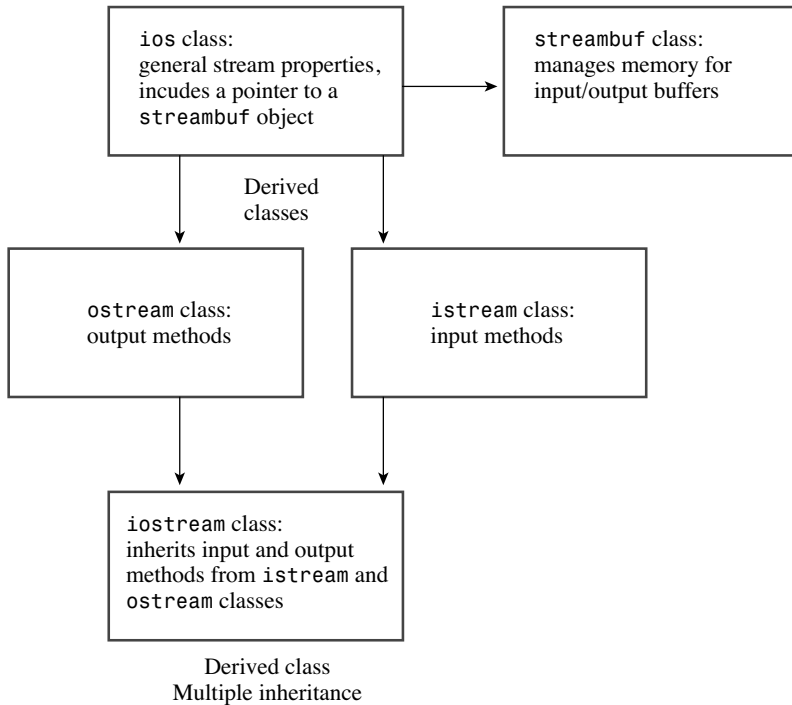 ios class:
general stream properties,
incudes a pointer to a
streambuf object
streambuf class:
manages memory for
input/output buffers
Derived
classes
ostream class:
output methods
istream class:
input methods
iostream class:
inherits input and output
methods from istream and
ostream classes
Derived class
Multiple inheritance